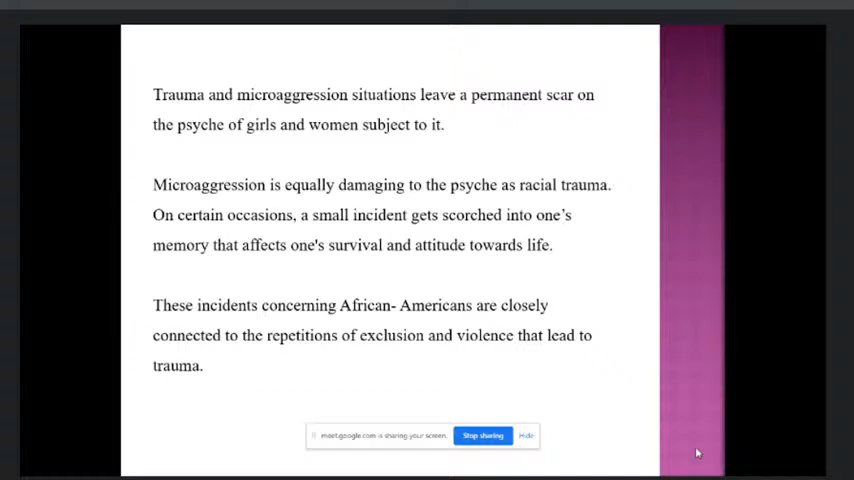 Trauma and microaggression situations leave a permanent scar on
the psyche of girls and women subject to it.
Microaggression is equally damaging to the psyche as racial trauma.
On certain occasions, a small incident gets scorched into one’s
memory that affects one's survival and attitude towards life.
These incidents concerning African- Americans are closely
connected to the repetitions of exclusion and violence that lead to
trauma.
meet.google.com is sharing your screen. Stop sharing Hide